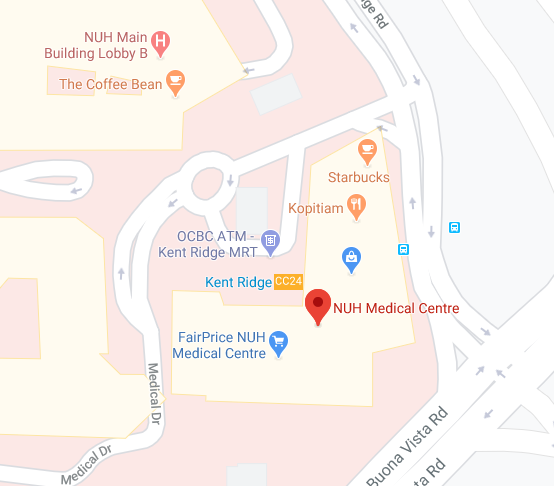 ge Rd
NUH Main
Building Lobby B
The Coffee Bean
Starbucks
Kopitiam
OCBC ATM -
Kent Ridge MRT
Kent Ridge CC24
NUH Medical Centre
FairPrice NUH
Medical Centre
Medical Dr
Medical Dr
Buona Vista Rd
ta Rd